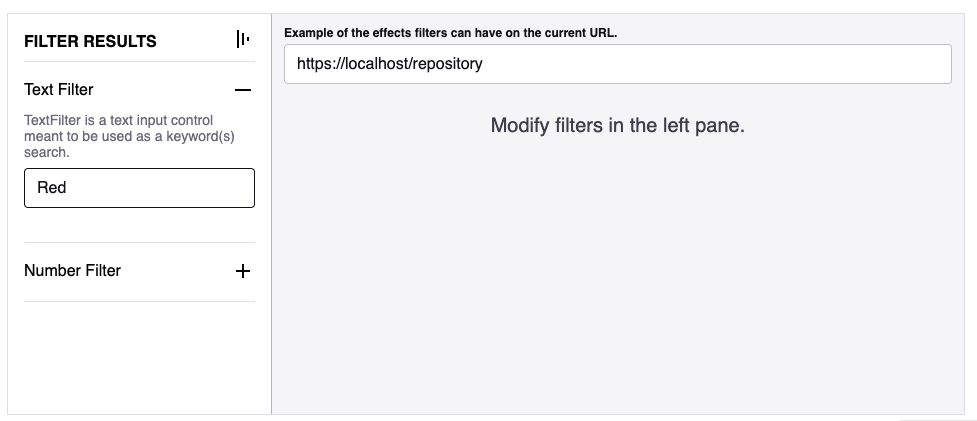 FILTER RESULTS
Text Filter
TextFilter is a text input control
meant to be used as a keyword(s)
search.
Red
Number Filter
Example of the effects filters can have on the current URL.
https://localhost/repository
Modify filters in the left pane.